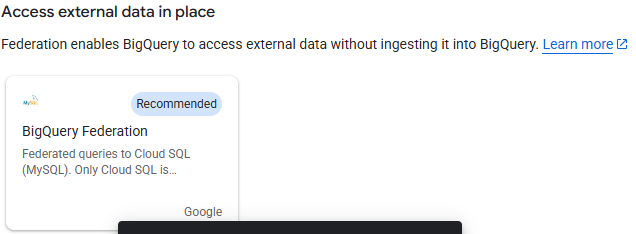 Access external data in place
Federation enables BigQuery to access external data without ingesting it into BigQuery. Learn more
MySQL
Recommended
BigQuery Federation
Federated queries to Cloud SQL
(MySQL). Only Cloud SQL is…
Google